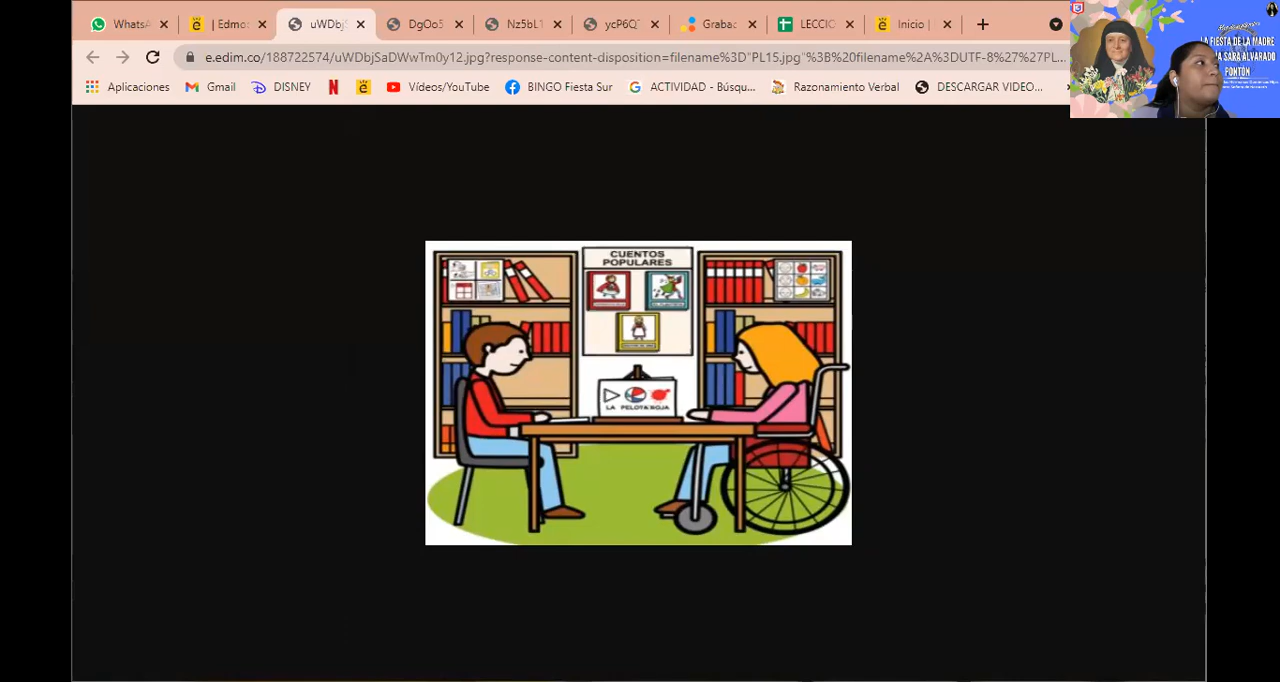 WhatsA
| Edmo
uWDbj
DgOo5
Nz5bL
ycP6Q
Grabac
LECCIO
Inicio |
e.edim.co/188722574/uWDbjSaDWwTm0y12.jpg?response-content-disposition=filename%3D"PL15.jpg"%3B%20filename%2A%3DUTF-8%27%27PL...
Aplicaciones
Gmail
DISNEY
Vídeos/YouTube
BINGO Fiesta Sur
ACTIVIDAD - Búsqu...
Razonamiento Verbal
DESCARGAR VIDEO...
LA FIESTA DE LA MADRE
SARA ALVARADO
FONTÓN
CUENTOS
POPULARES
LA PELOTA ROJA